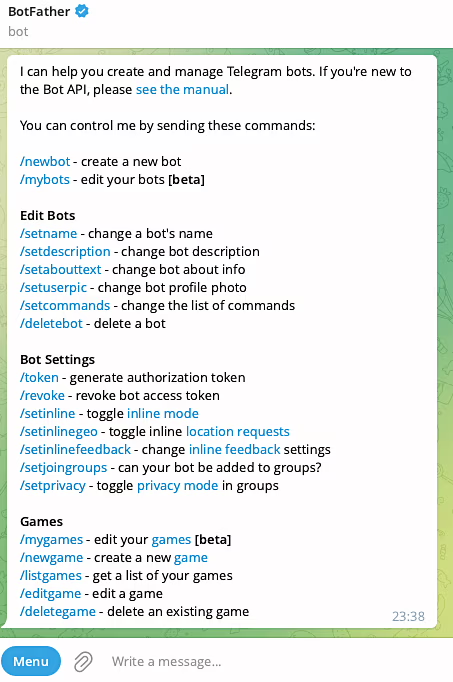 BotFather
bot
I can help you create and manage Telegram bots. If you're new to
the Bot API, please see the manual.
You can control me by sending these commands:
/newbot - create a new bot
/mybots - edit your bots [beta]
Edit Bots
/setname - change a bot's name
/setdescription - change bot description
/setabouttext - change bot about info
/setuserpic - change bot profile photo
/setcommands - change the list of commands
/deletebot - delete a bot
Bot Settings
/token - generate authorization token
/revoke - revoke bot access token
/setinline - toggle inline mode
/setinlinegeo - toggle inline location requests
/setinlinefeedback - change inline feedback settings
/setjoingroups - can your bot be added to groups?
/setprivacy - toggle privacy mode in groups
Games
/mygames - edit your games [beta]
/newgame - create a new game
/listgames - get a list of your games
/editgame - edit a game
/deletegame - delete an existing game
23:38
Menu
Write a message...